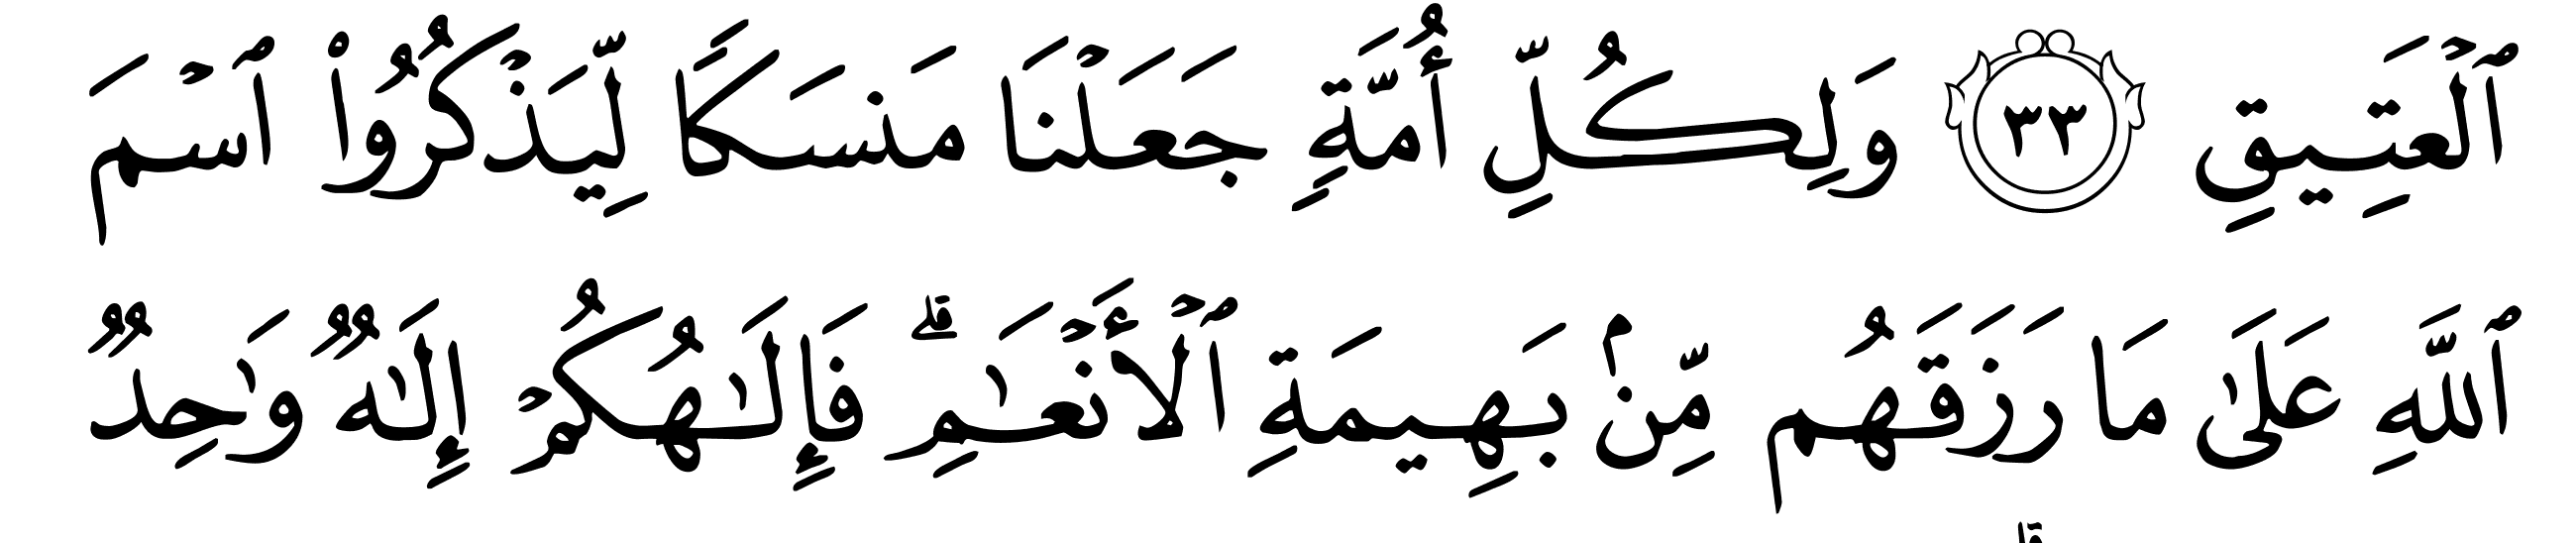 ٱلۡعَتِيقِ ٣٣ وَلِكُلِّ أُمَّةٖ جَعَلۡنَا مَنسَكٗا لِّيَذۡكُرُواْ ٱسۡمَ
ٱللَّهِ عَلَىٰ مَا رَزَقَهُم مِّنۢ بَهِيمَةِ ٱلۡأَنۡعَٰمِۗ فَإِلَٰهُكُمۡ إِلَٰهٞ وَٰحِدٞ